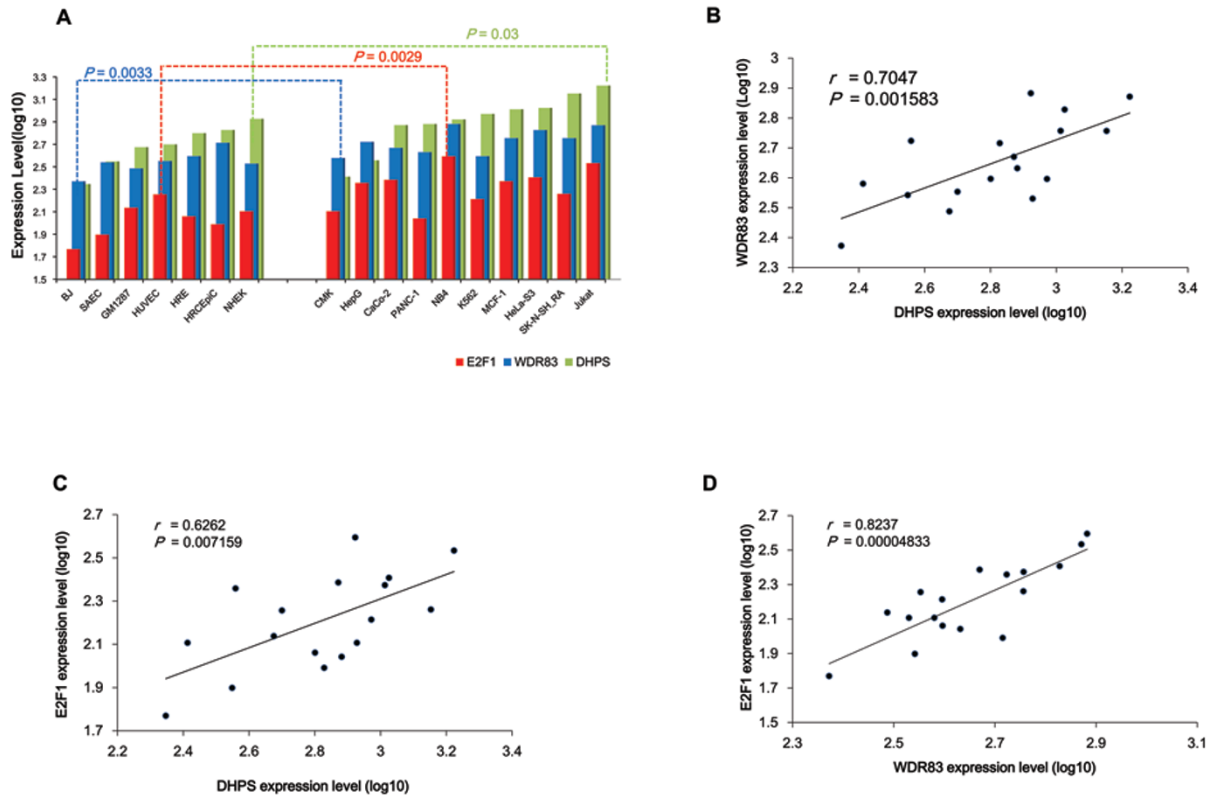 A
P = 0.03
P = 0.0029
P = 0.0033
Expression Level(log10)
3.3
3.1
2.9
2.7
2.5
2.3
2.1
1.9
1.7
1.5
BJ
SAEC
GM1287
HUVEC
HRE
HRCEpiC
NHEK
CMK
HepG
CaCo-2
PANC-1
NB4
K562
MCF-1
HeLa-S3
SK-N-SH_RA
Jukat
E2F1 WDR83 DHPS
B
r = 0.7047
P = 0.001583
WDR83 expression level (Log10)
3
2.9
2.8
2.7
2.6
2.5
2.4
2.3
2.2 2.4 2.6 2.8 3 3.2 3.4
DHPS expression level (log10)
C
r = 0.6262
P = 0.007159
E2F1 expression level (log10)
2.7
2.5
2.3
2.1
1.9
1.7
2.2 2.4 2.6 2.8 3 3.2 3.4
DHPS expression level (log10)
D
r = 0.8237
P = 0.00004833
E2F1 expression level (log10)
2.7
2.5
2.3
2.1
1.9
1.7
1.5
2.3 2.5 2.7 2.9 3.1
WDR83 expression level (log10)